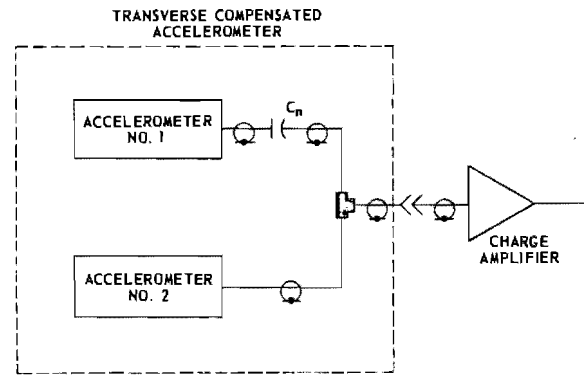 TRANSVERSE COMPENSATED
ACCELEROMETER
ACCELEROMETER
NO. 1
Cn
ACCELEROMETER
NO. 2
CHARGE
AMPLIFIER